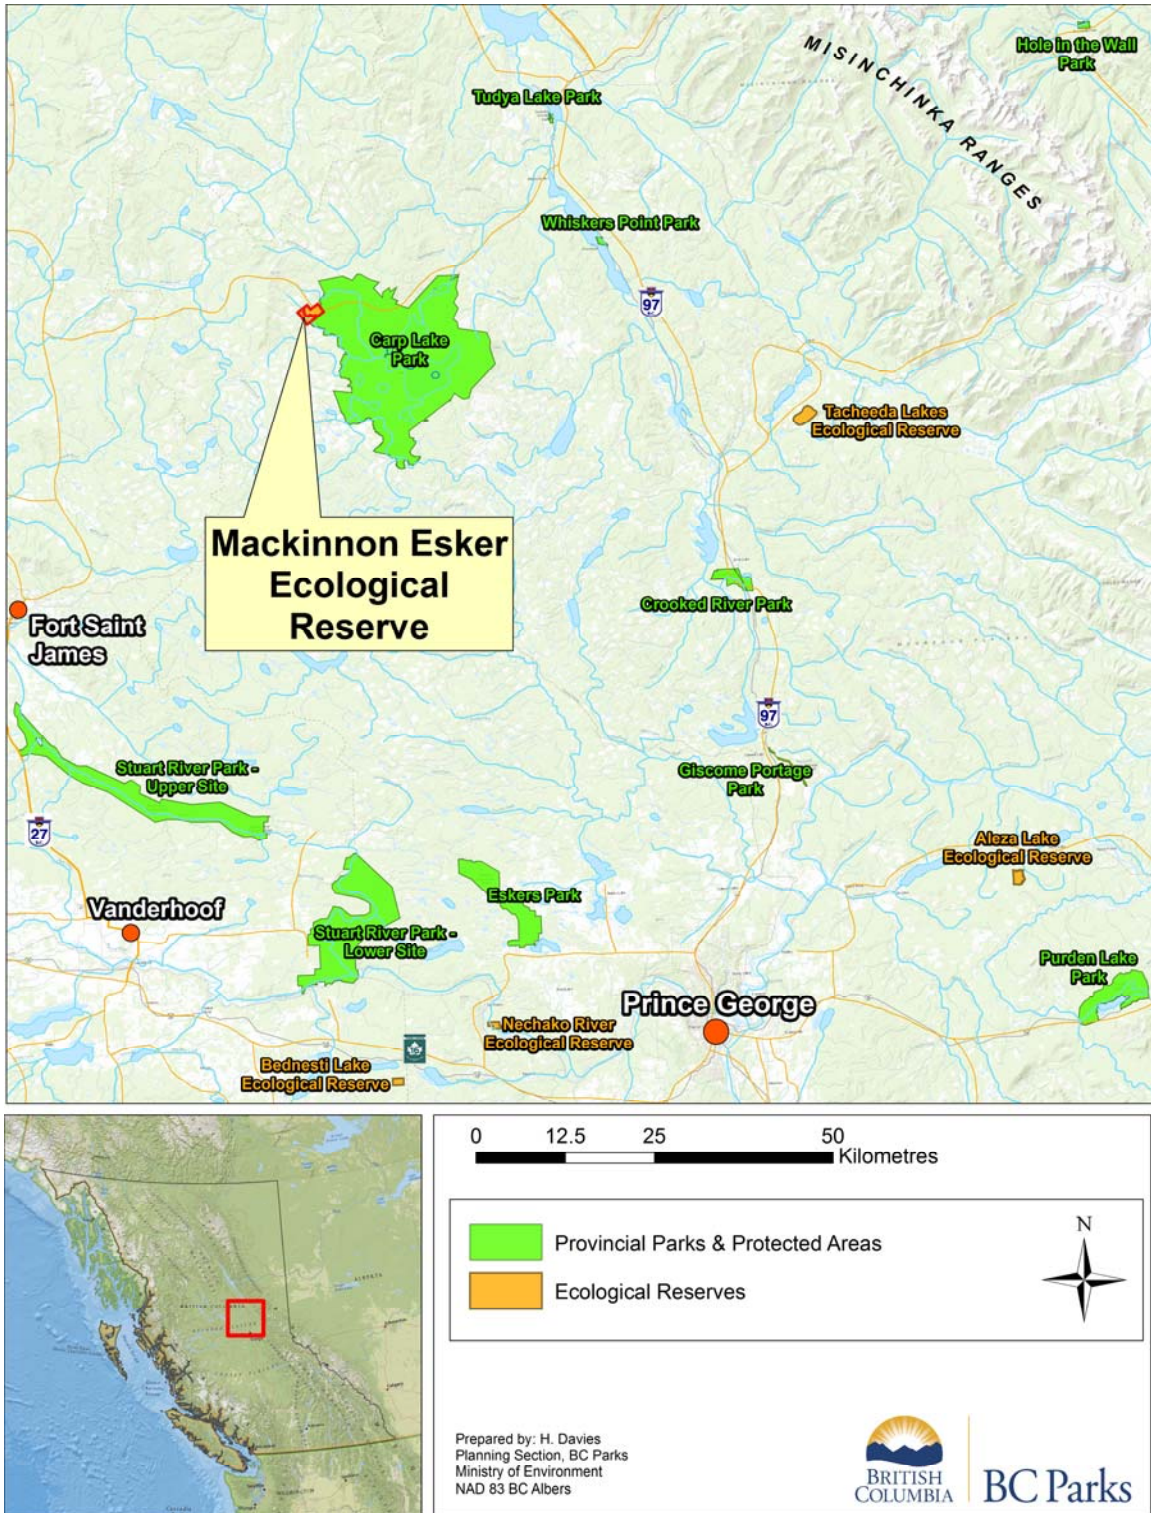 Hole in the Wall
Park
MISINCHINKA RANGES
Tudya Lake Park
Whiskers Point Park
97
Carp Lake
Park
Tacheeda Lakes
Ecological Reserve
Mackinnon Esker
Ecological
Reserve
Crooked River Park
Fort Saint
James
97
Stuart River Park -
Upper Site
Giscome Portage
Park
27
Aleza Lake
Ecological Reserve
Eskers Park
Vanderhoof
Stuart River Park -
Lower Site
Purden Lake
Park
Prince George
Nechako River
Ecological Reserve
16
Bednesti Lake
Ecological Reserve
0 12.5 25 50
Kilometres
Provincial Parks & Protected Areas
Ecological Reserves
N
ALBERTA
Prepared by: H. Davies
Planning Section, BC Parks
Ministry of Environment
NAD 83 BC Albers
BRITISH
COLUMBIA
BC Parks